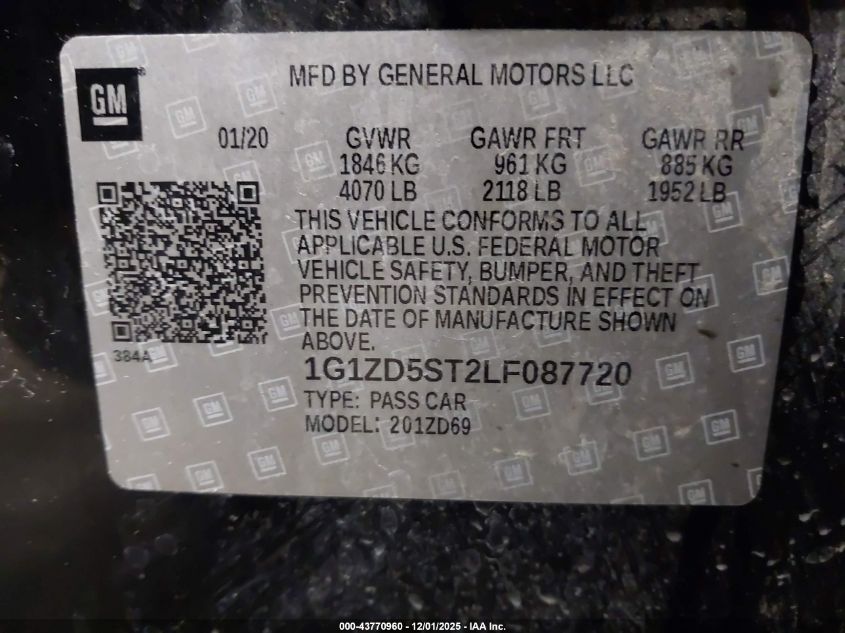 GM
MFD BY GENERAL MOTORS LLC
01/20 GVWR GAWR FRT GAWR RR
1846 KG 961 KG 885 KG
4070 LB 2118 LB 1952 LB
THIS VEHICLE CONFORMS TO ALL
APPLICABLE U.S. FEDERAL MOTOR
VEHICLE SAFETY, BUMPER, AND THEFT
PREVENTION STANDARDS IN EFFECT ON
THE DATE OF MANUFACTURE SHOWN
ABOVE.
384A
1G1ZD5ST2LF087720
TYPE: PASS CAR
MODEL: 201ZD69
000-43770960 - 12/01/2025 - IAA Inc.